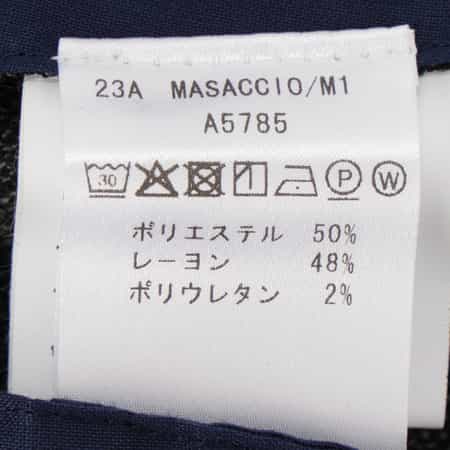 23A MASACCIO/M1
A5785
30 P W
ポリエステル 50%
レーヨン 48%
ポリウレタン 2%